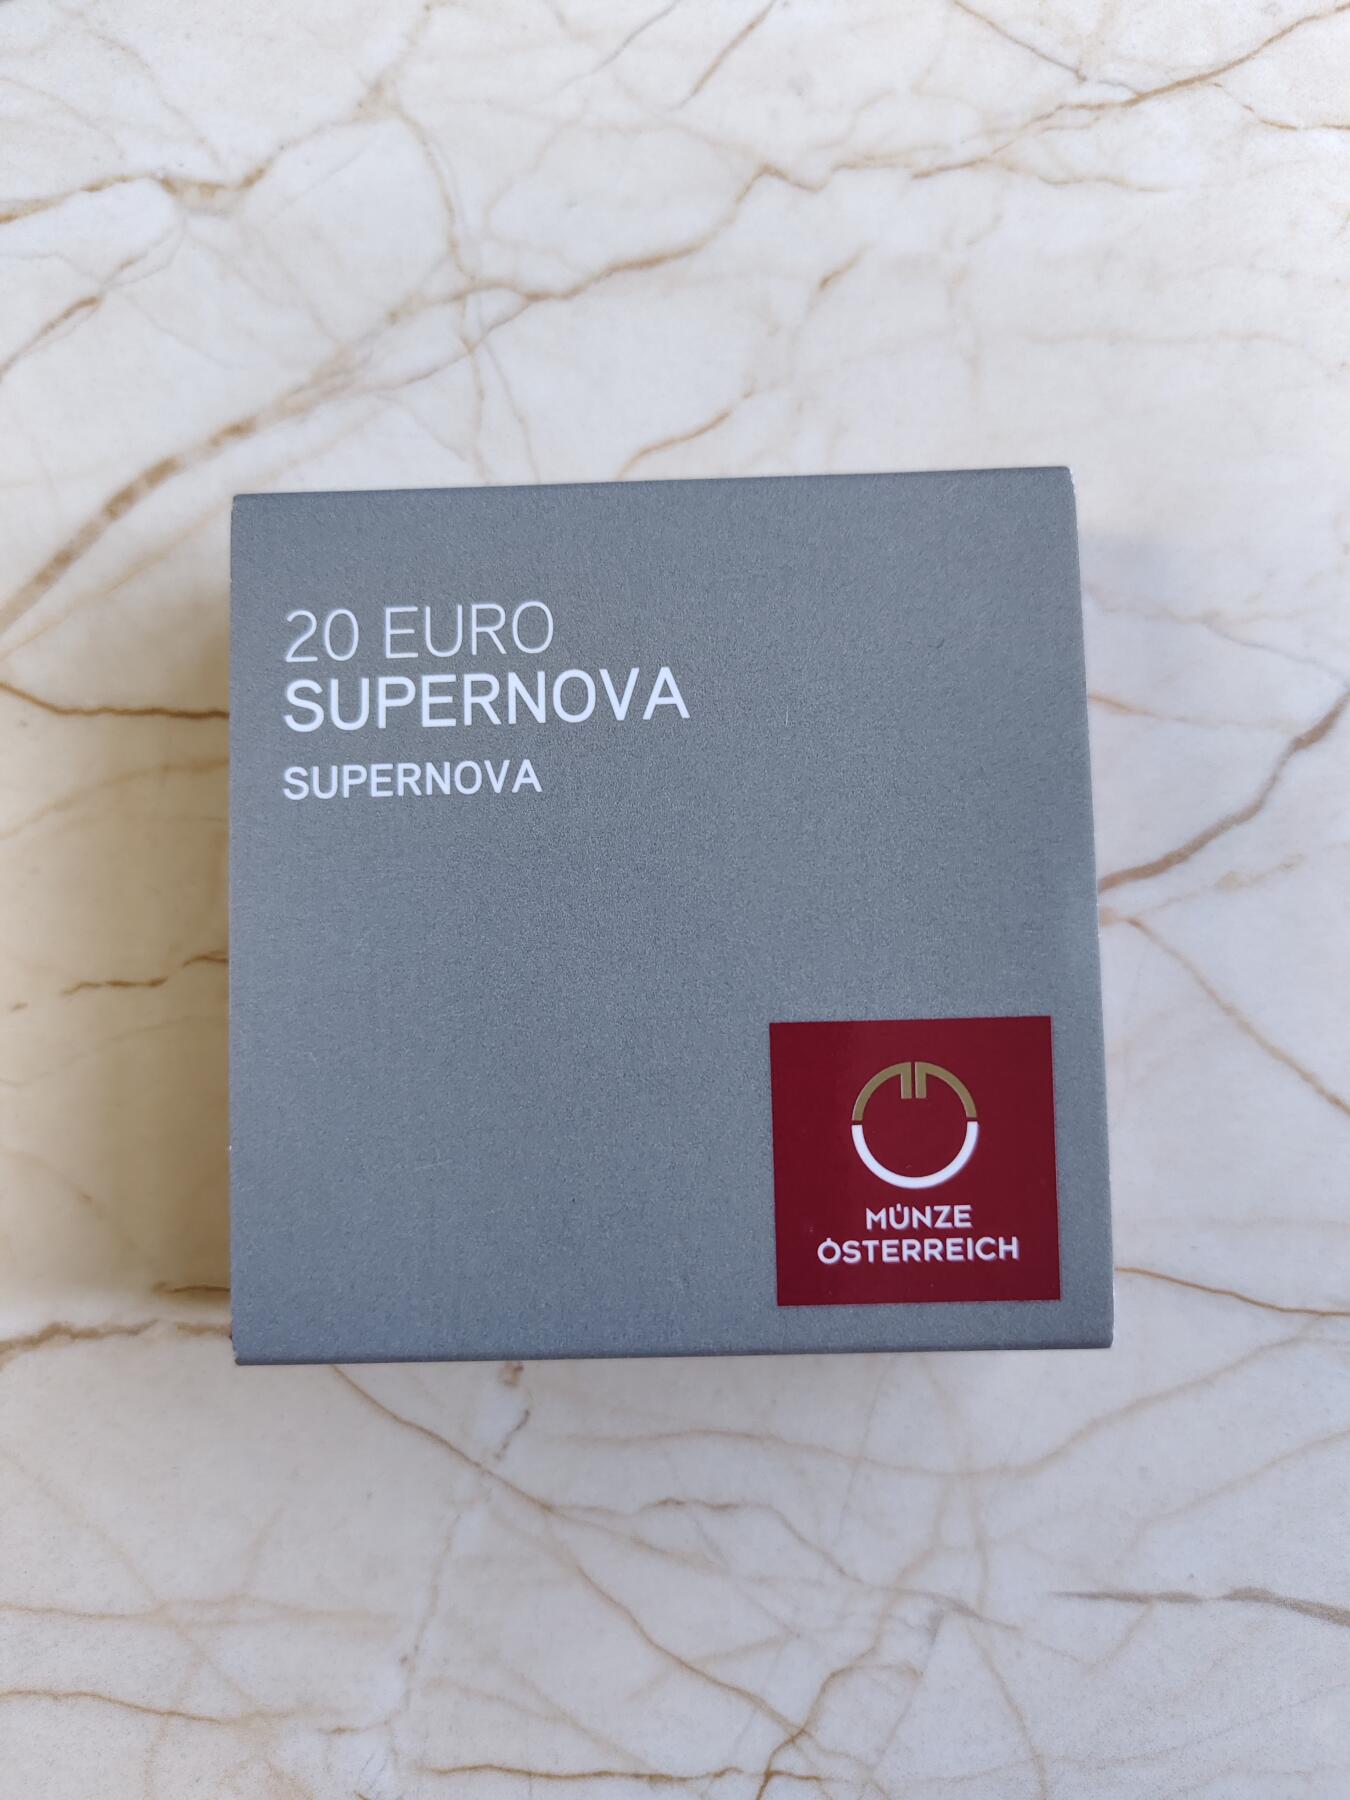 20 EURO
SUPERNOVA
SUPERNOVA
MÜNZE
ÖSTERREICH